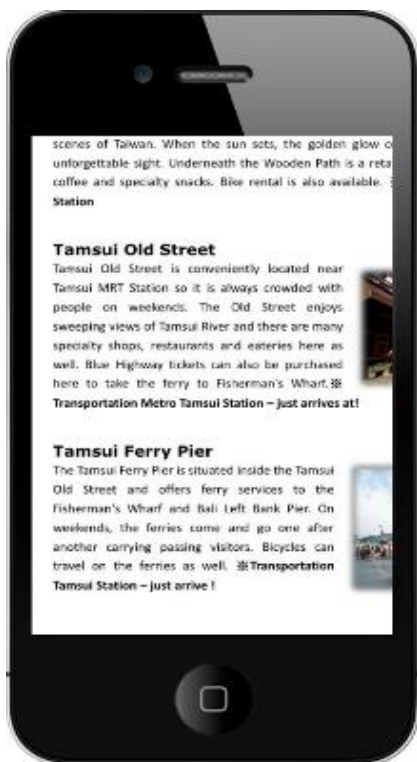 scenes of Taiwan. When the sun sets, the golden glow
unforgettable sight. Underneath the Wooden Path is a
coffee and specialty snacks. Bike rental is also available. ※
Station
Tamsui Old Street
Tamsui Old Street is conveniently located near
Tamsui MRT Station so it is always crowded with
people on weekends. The Old Street enjoys
sweeping views of Tamsui River and there are many
specialty shops, restaurants and eateries here as
well. Blue Highway tickets can also be purchased
here to take the ferry to Fisherman's Wharf.※
Transportation Metro Tamsui Station – just arrives at!
Tamsui Ferry Pier
The Tamsui Ferry Pier is situated inside the Tamsui
Old Street and offers ferry services to the
Fisherman's Wharf and Bali Left Bank Pier. On
weekends, the ferries come and go one after
another carrying passing visitors. Bicycles can
travel on the ferries as well. ※Transportation
Tamsui Station – just arrive !